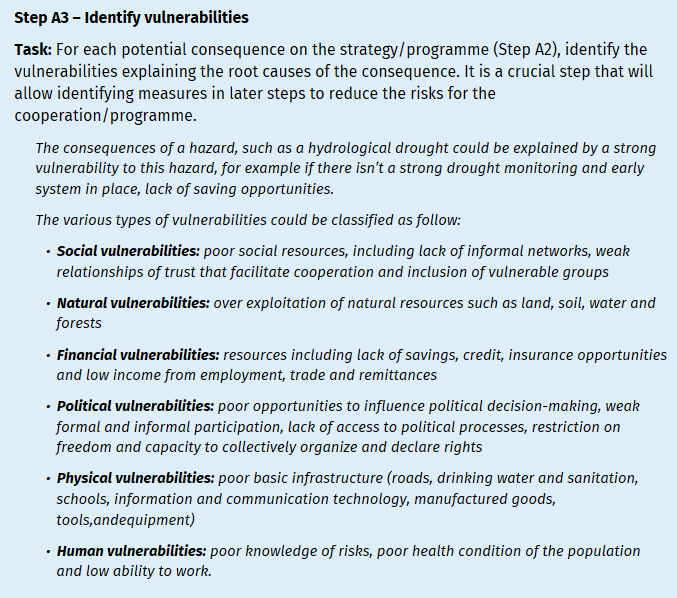 Step A3 – Identify vulnerabilities
Task: For each potential consequence on the strategy/programme (Step A2), identify the
vulnerabilities explaining the root causes of the consequence. It is a crucial step that will
allow identifying measures in later steps to reduce the risks for the
cooperation/programme.
The consequences of a hazard, such as a hydrological drought could be explained by a strong
vulnerability to this hazard, for example if there isn't a strong drought monitoring and early
system in place, lack of saving opportunities.
The various types of vulnerabilities could be classified as follow:
• Social vulnerabilities: poor social resources, including lack of informal networks, weak
relationships of trust that facilitate cooperation and inclusion of vulnerable groups
• Natural vulnerabilities: over exploitation of natural resources such as land, soil, water and
forests
• Financial vulnerabilities: resources including lack of savings, credit, insurance opportunities
and low income from employment, trade and remittances
• Political vulnerabilities: poor opportunities to influence political decision-making, weak
formal and informal participation, lack of access to political processes, restriction on
freedom and capacity to collectively organize and declare rights
• Physical vulnerabilities: poor basic infrastructure (roads, drinking water and sanitation,
schools, information and communication technology, manufactured goods,
tools,andequipment)
• Human vulnerabilities: poor knowledge of risks, poor health condition of the population
and low ability to work.